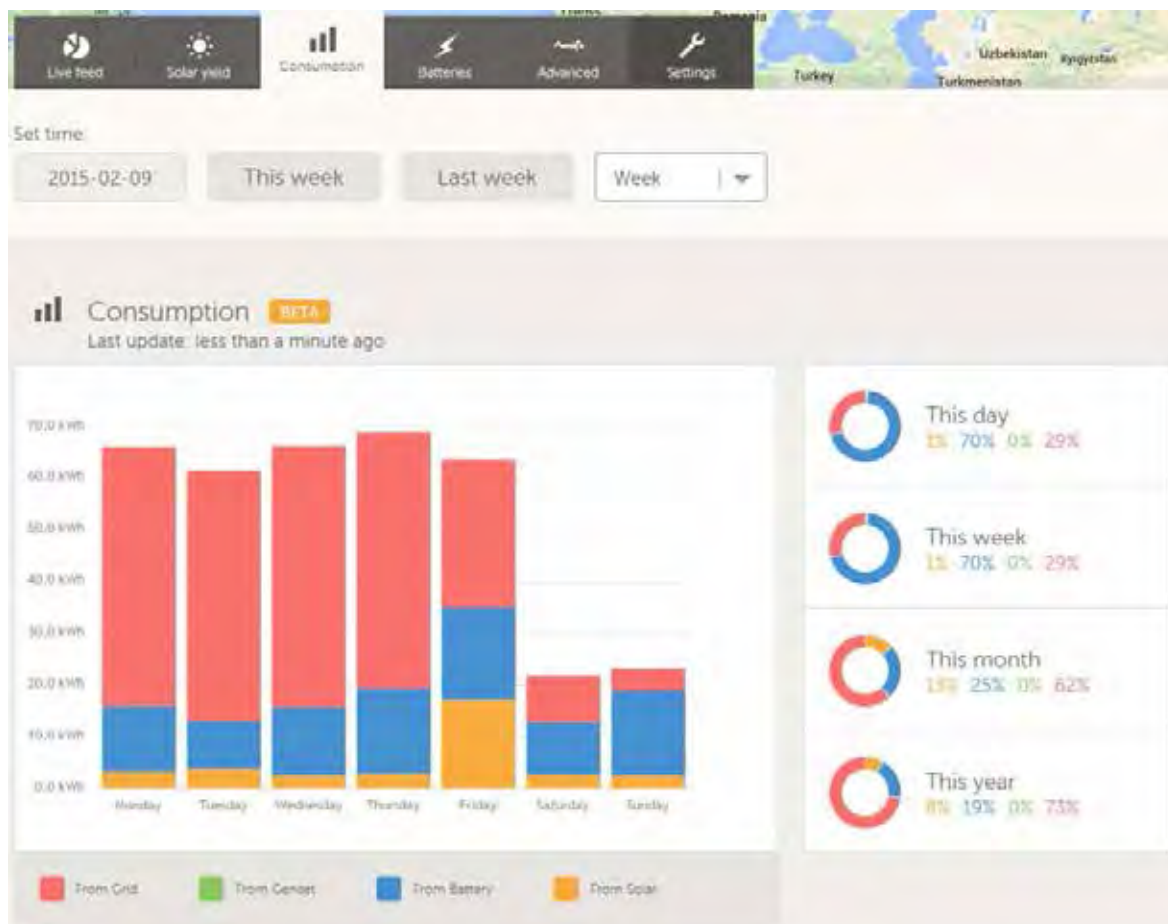 Romania
Live feed
Solar yield
Consumption
Batteries
Advanced
Settings
Turkey
Uzbekistan
Kyrgyzstan
Turkmenistan
Set time:
2015-02-09
This week
Last week
Week
Consumption BETA
Last update: less than a minute ago
70.0 kWh
60.0 kWh
50.0 kWh
40.0 kWh
30.0 kWh
20.0 kWh
10.0 kWh
0.0 kWh
Monday
Tuesday
Wednesday
Thursday
Friday
Saturday
Sunday
From Grid
From Genset
From Battery
From Solar
This day
1% 70% 0% 29%
This week
1% 70% 0% 29%
This month
13% 25% 0% 62%
This year
8% 19% 0% 73%